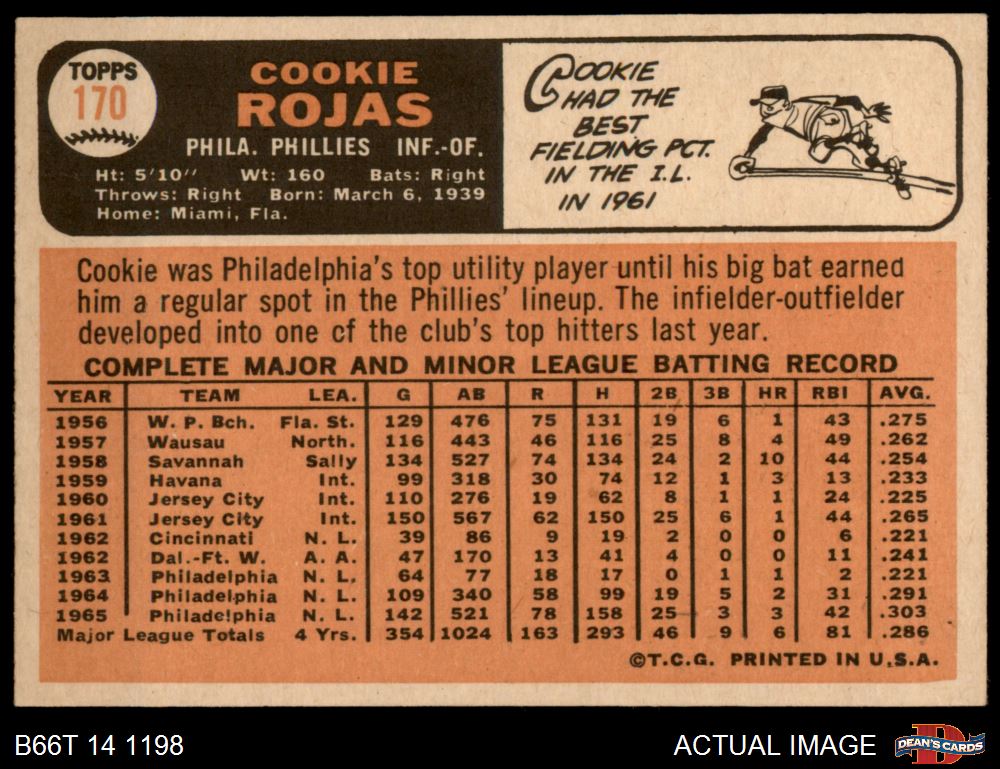 TOPPS
170
COOKIE
ROJAS
PHILA. PHILLIES INF.-OF.
Ht: 5'10" Wt: 160 Bats: Right
Throws: Right Born: March 6, 1939
Home: Miami, Fla.
COOKIE
HAD THE
BEST
FIELDING PCT.
IN THE I.L.
IN 1961
Cookie was Philadelphia's top utility player until his big bat earned
him a regular spot in the Phillies' lineup. The infielder-outfielder
developed into one of the club's top hitters last year.
COMPLETE MAJOR AND MINOR LEAGUE BATTING RECORD
YEAR TEAM LEA. G AB R H 2B 3B HR RBI AVG.
1956 W. P. Bch. Fla. St. 129 476 75 131 19 6 1 43 .275
1957 Wausau North. 116 443 46 116 25 8 4 49 .262
1958 Savannah Sally 134 527 74 134 24 2 10 44 .254
1959 Havana Int. 99 318 30 74 12 1 3 13 .233
1960 Jersey City Int. 110 276 19 62 8 1 1 24 .225
1961 Jersey City Int. 150 567 62 150 25 6 1 44 .265
1962 Cincinnati N. L. 39 86 9 19 2 0 0 6 .221
1962 Dal.-Ft. W. A. A. 47 170 13 41 4 0 0 11 .241
1963 Philadelphia N. L. 64 77 18 17 0 1 1 2 .221
1964 Philadelphia N. L. 109 340 58 99 19 5 2 31 .291
1965 Philadelphia N. L. 142 521 78 158 25 3 3 42 .303
Major League Totals 4 Yrs. 354 1024 163 293 46 9 6 81 .286
©T.C.G. PRINTED IN U.S.A.
B66T 14 1198
ACTUAL IMAGE
D
DEAN'S CARDS